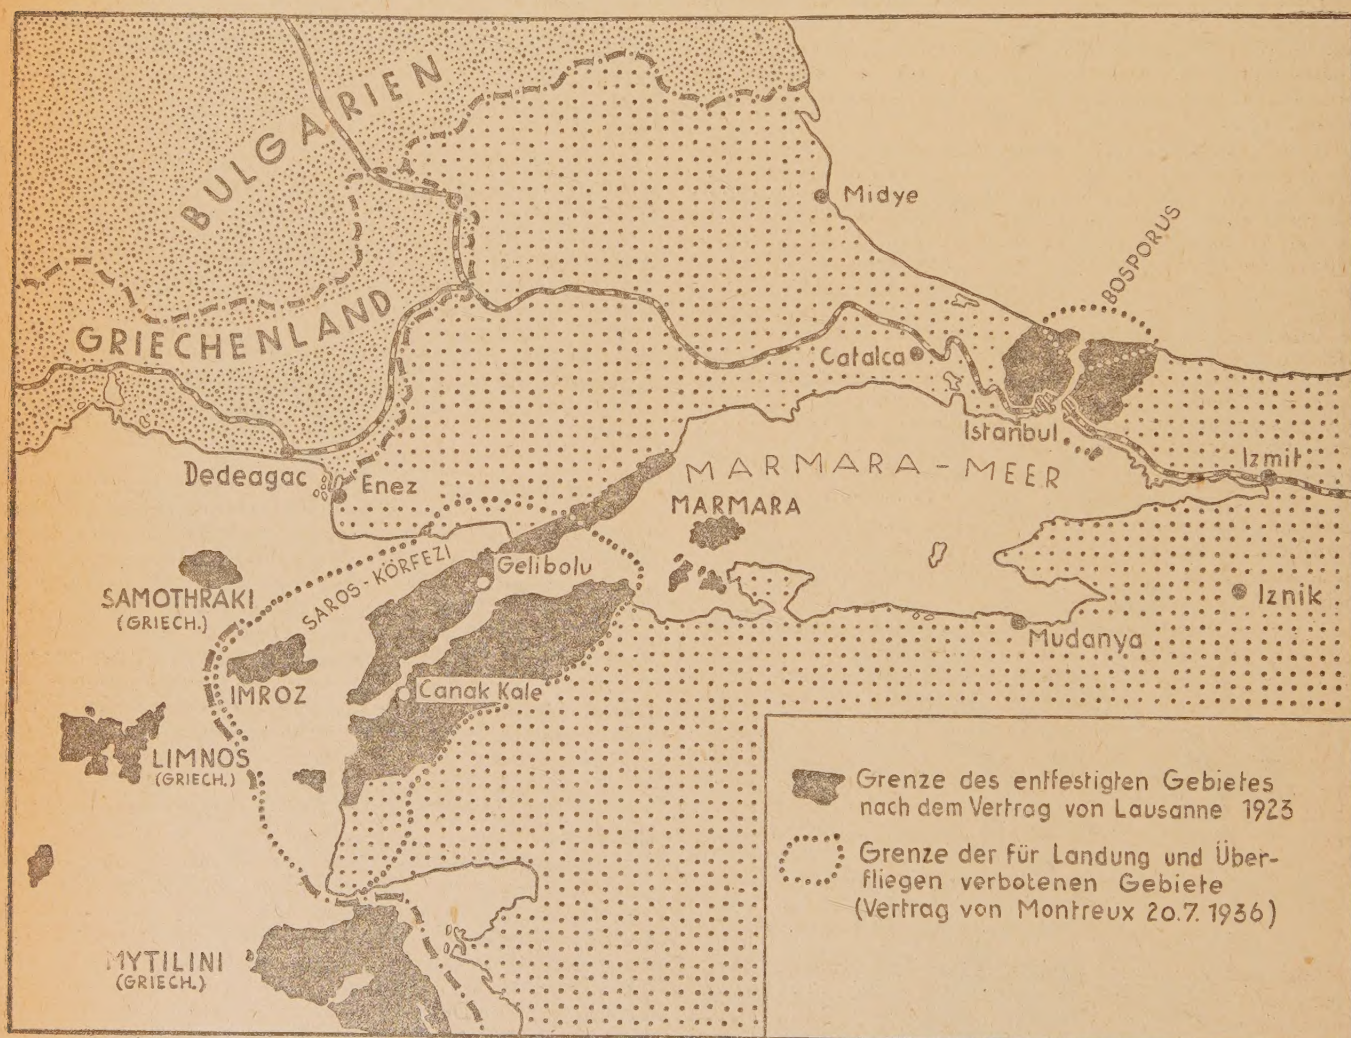 BULGARIEN
GRIECHENLAND
Midye
BOSPORUS
Catalca
Istanbul
Izmit
Dedeagac
Enez
MARMARA-MEER
MARMARA
SAROS-KÖRFEZI
Gelibolu
SAMOTHRAKI
(GRIECH.)
IMROZ
Iznik
Mudanya
Canak Kale
LIMNOS
(GRIECH.)
MYTILINI
(GRIECH.)
Grenze des entfestigten Gebietes
nach dem Vertrag von Lausanne 1923
Grenze der für Landung und Über-
fliegen verbotenen Gebiete
(Vertrag von Montreux 20.7.1936)